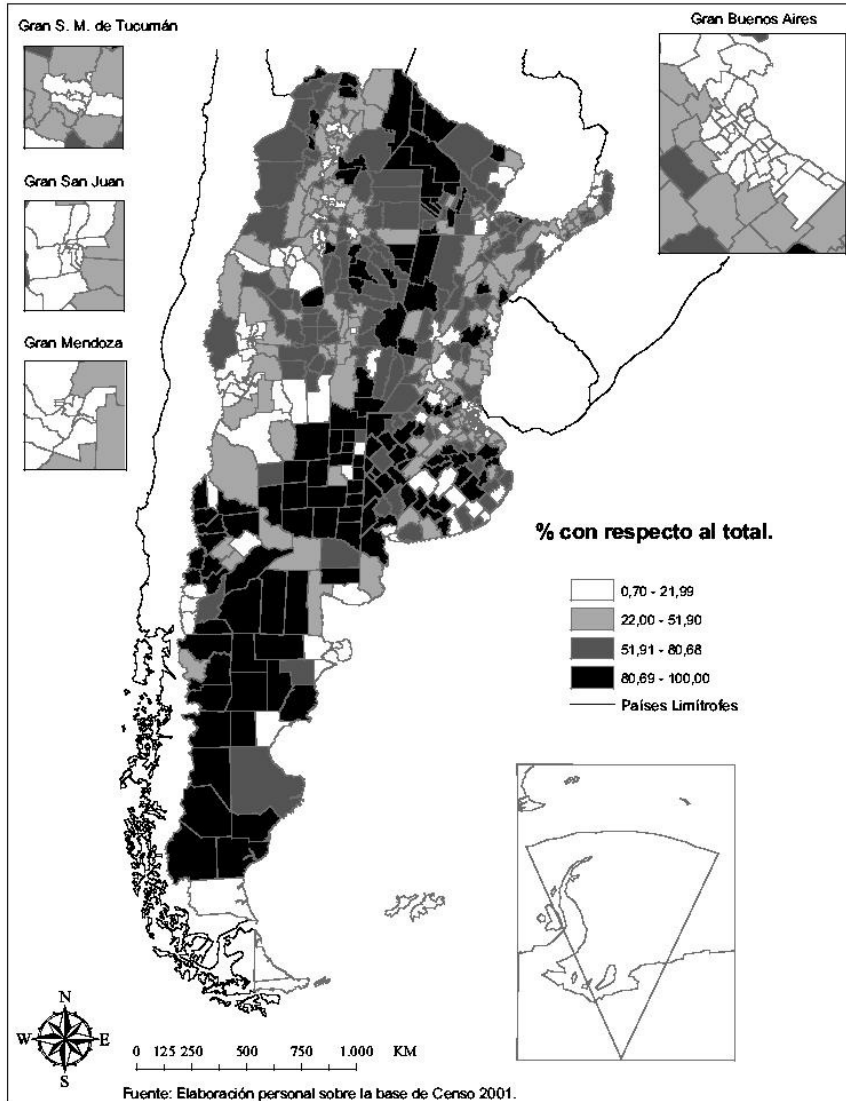 Gran S. M. de Tucumán
Gran Buenos Aires
Gran San Juan
Gran Mendoza
% con respecto al total.
0,70 - 21,99
22,00 - 51,90
51,91 - 80,68
80,69 - 100,00
Países Limítrofes
N
W E
S
0 125 250 500 750 1.000 KM
Fuente: Elaboración personal sobre la base de Censo 2001.